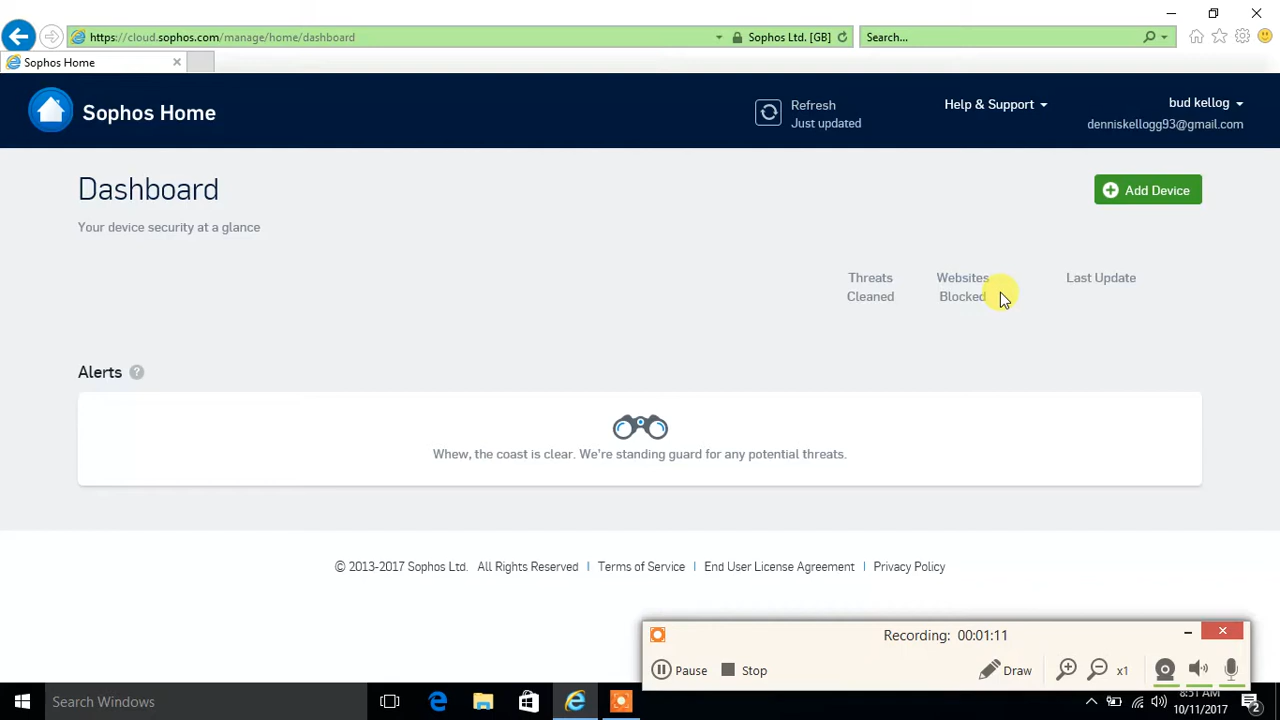 https://cloud.sophos.com/manage/home/dashboard
Sophos Ltd. [GB]
Search...
Sophos Home
Sophos Home
Refresh
Just updated
Help & Support
bud kellog
denniskellogg93@gmail.com
Dashboard
Add Device
Your device security at a glance
Threats
Cleaned
Websites
Blocked
Last Update
Alerts ?
Whew, the coast is clear. We're standing guard for any potential threats.
© 2013-2017 Sophos Ltd. All Rights Reserved | Terms of Service | End User License Agreement | Privacy Policy
Recording: 00:01:11
Pause
Stop
Draw
x1
Search Windows
8:51 AM
10/11/2017
2